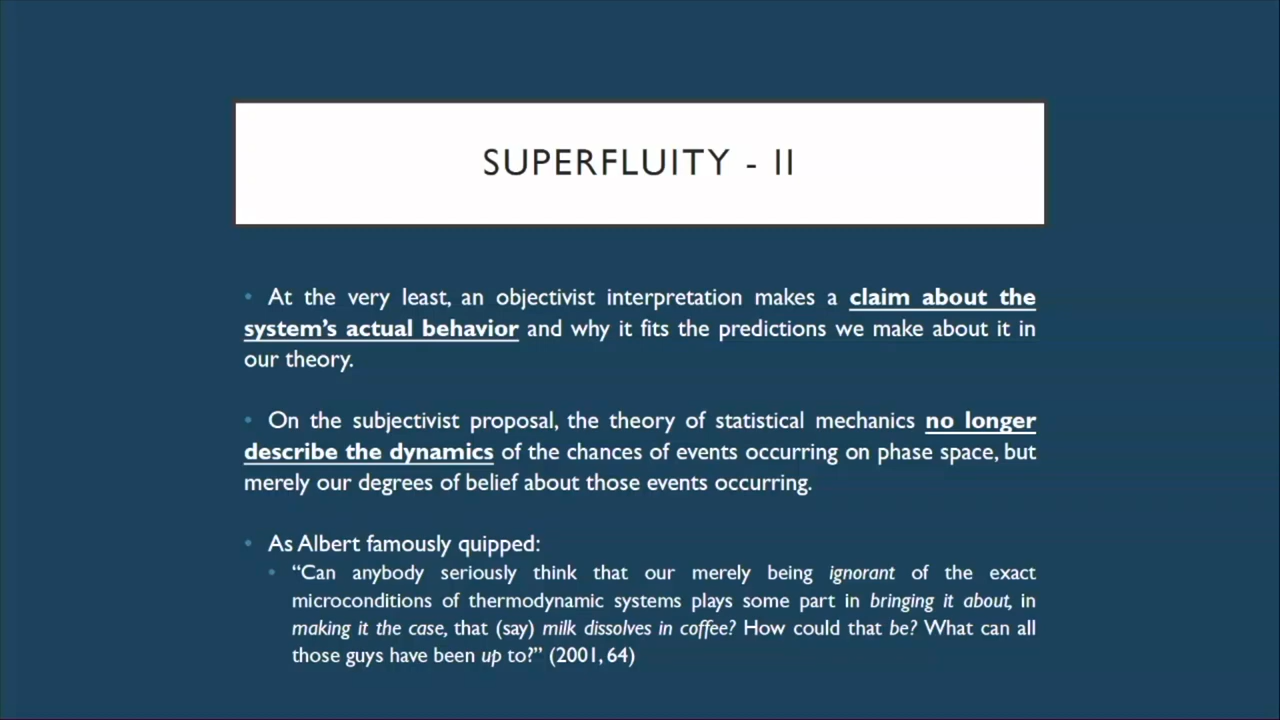 SUPERFLUITY - II
• At the very least, an objectivist interpretation makes a claim about the
system's actual behavior and why it fits the predictions we make about it in
our theory.
• On the subjectivist proposal, the theory of statistical mechanics no longer
describe the dynamics of the chances of events occurring on phase space, but
merely our degrees of belief about those events occurring.
• As Albert famously quipped:
• “Can anybody seriously think that our merely being ignorant of the exact
microconditions of thermodynamic systems plays some part in bringing it about, in
making it the case, that (say) milk dissolves in coffee? How could that be? What can all
those guys have been up to?” (2001, 64)